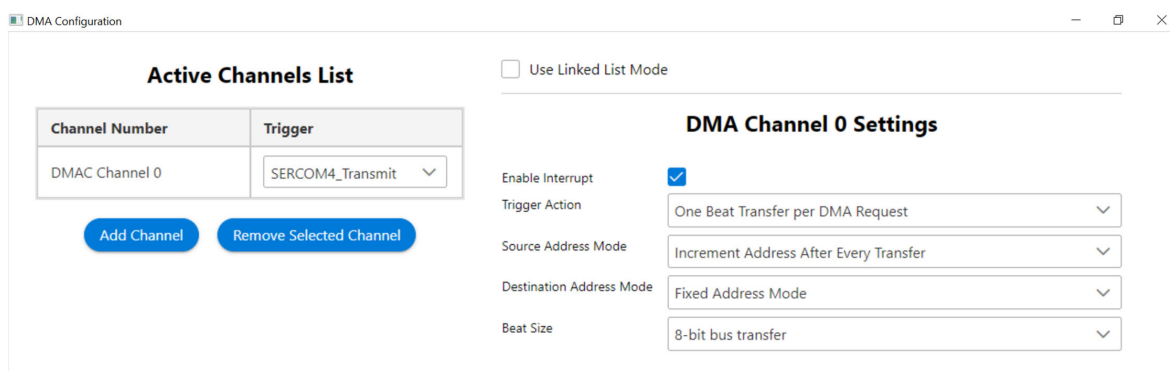 DMA Configuration
Active Channels List
Channel Number Trigger
DMAC Channel 0 SERCOM4_Transmit
Add Channel Remove Selected Channel
Use Linked List Mode
DMA Channel 0 Settings
Enable Interrupt
Trigger Action One Beat Transfer per DMA Request
Source Address Mode Increment Address After Every Transfer
Destination Address Mode Fixed Address Mode
Beat Size 8-bit bus transfer